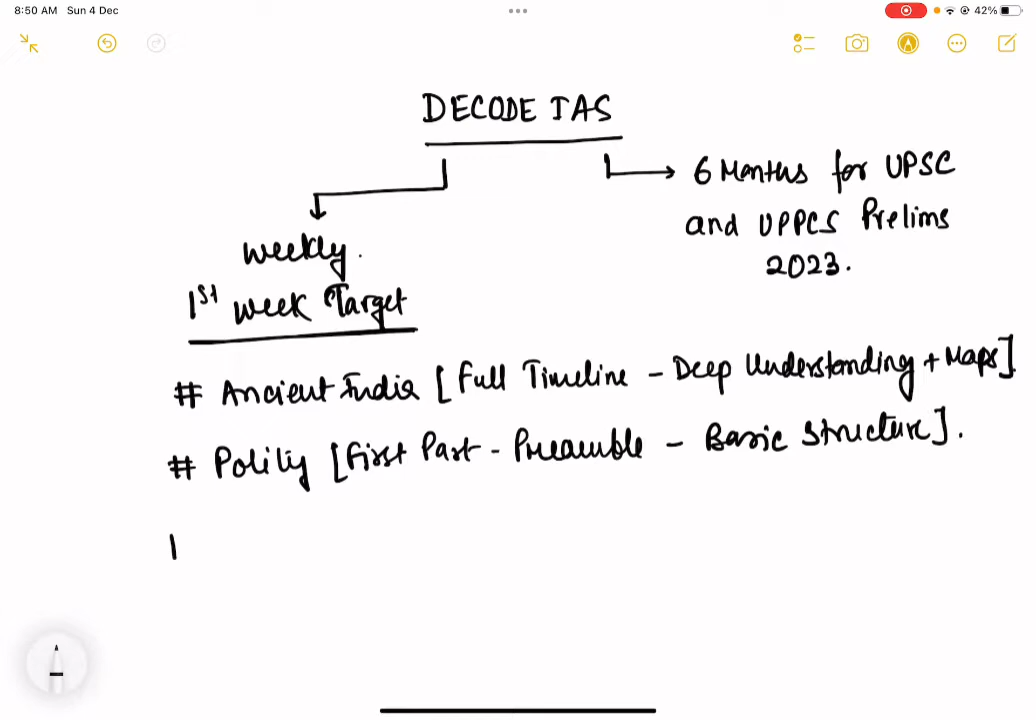 8:50 AM Sun 4 Dec
42%
DECODE IAS
6 Months for UPSC
and UPPCS Prelims
2023.
Weekly.
1st week Target
# Ancient India [Full Timeline - Deep Understanding + Maps]
# Polity [First Part - Preamble - Basic Structure].